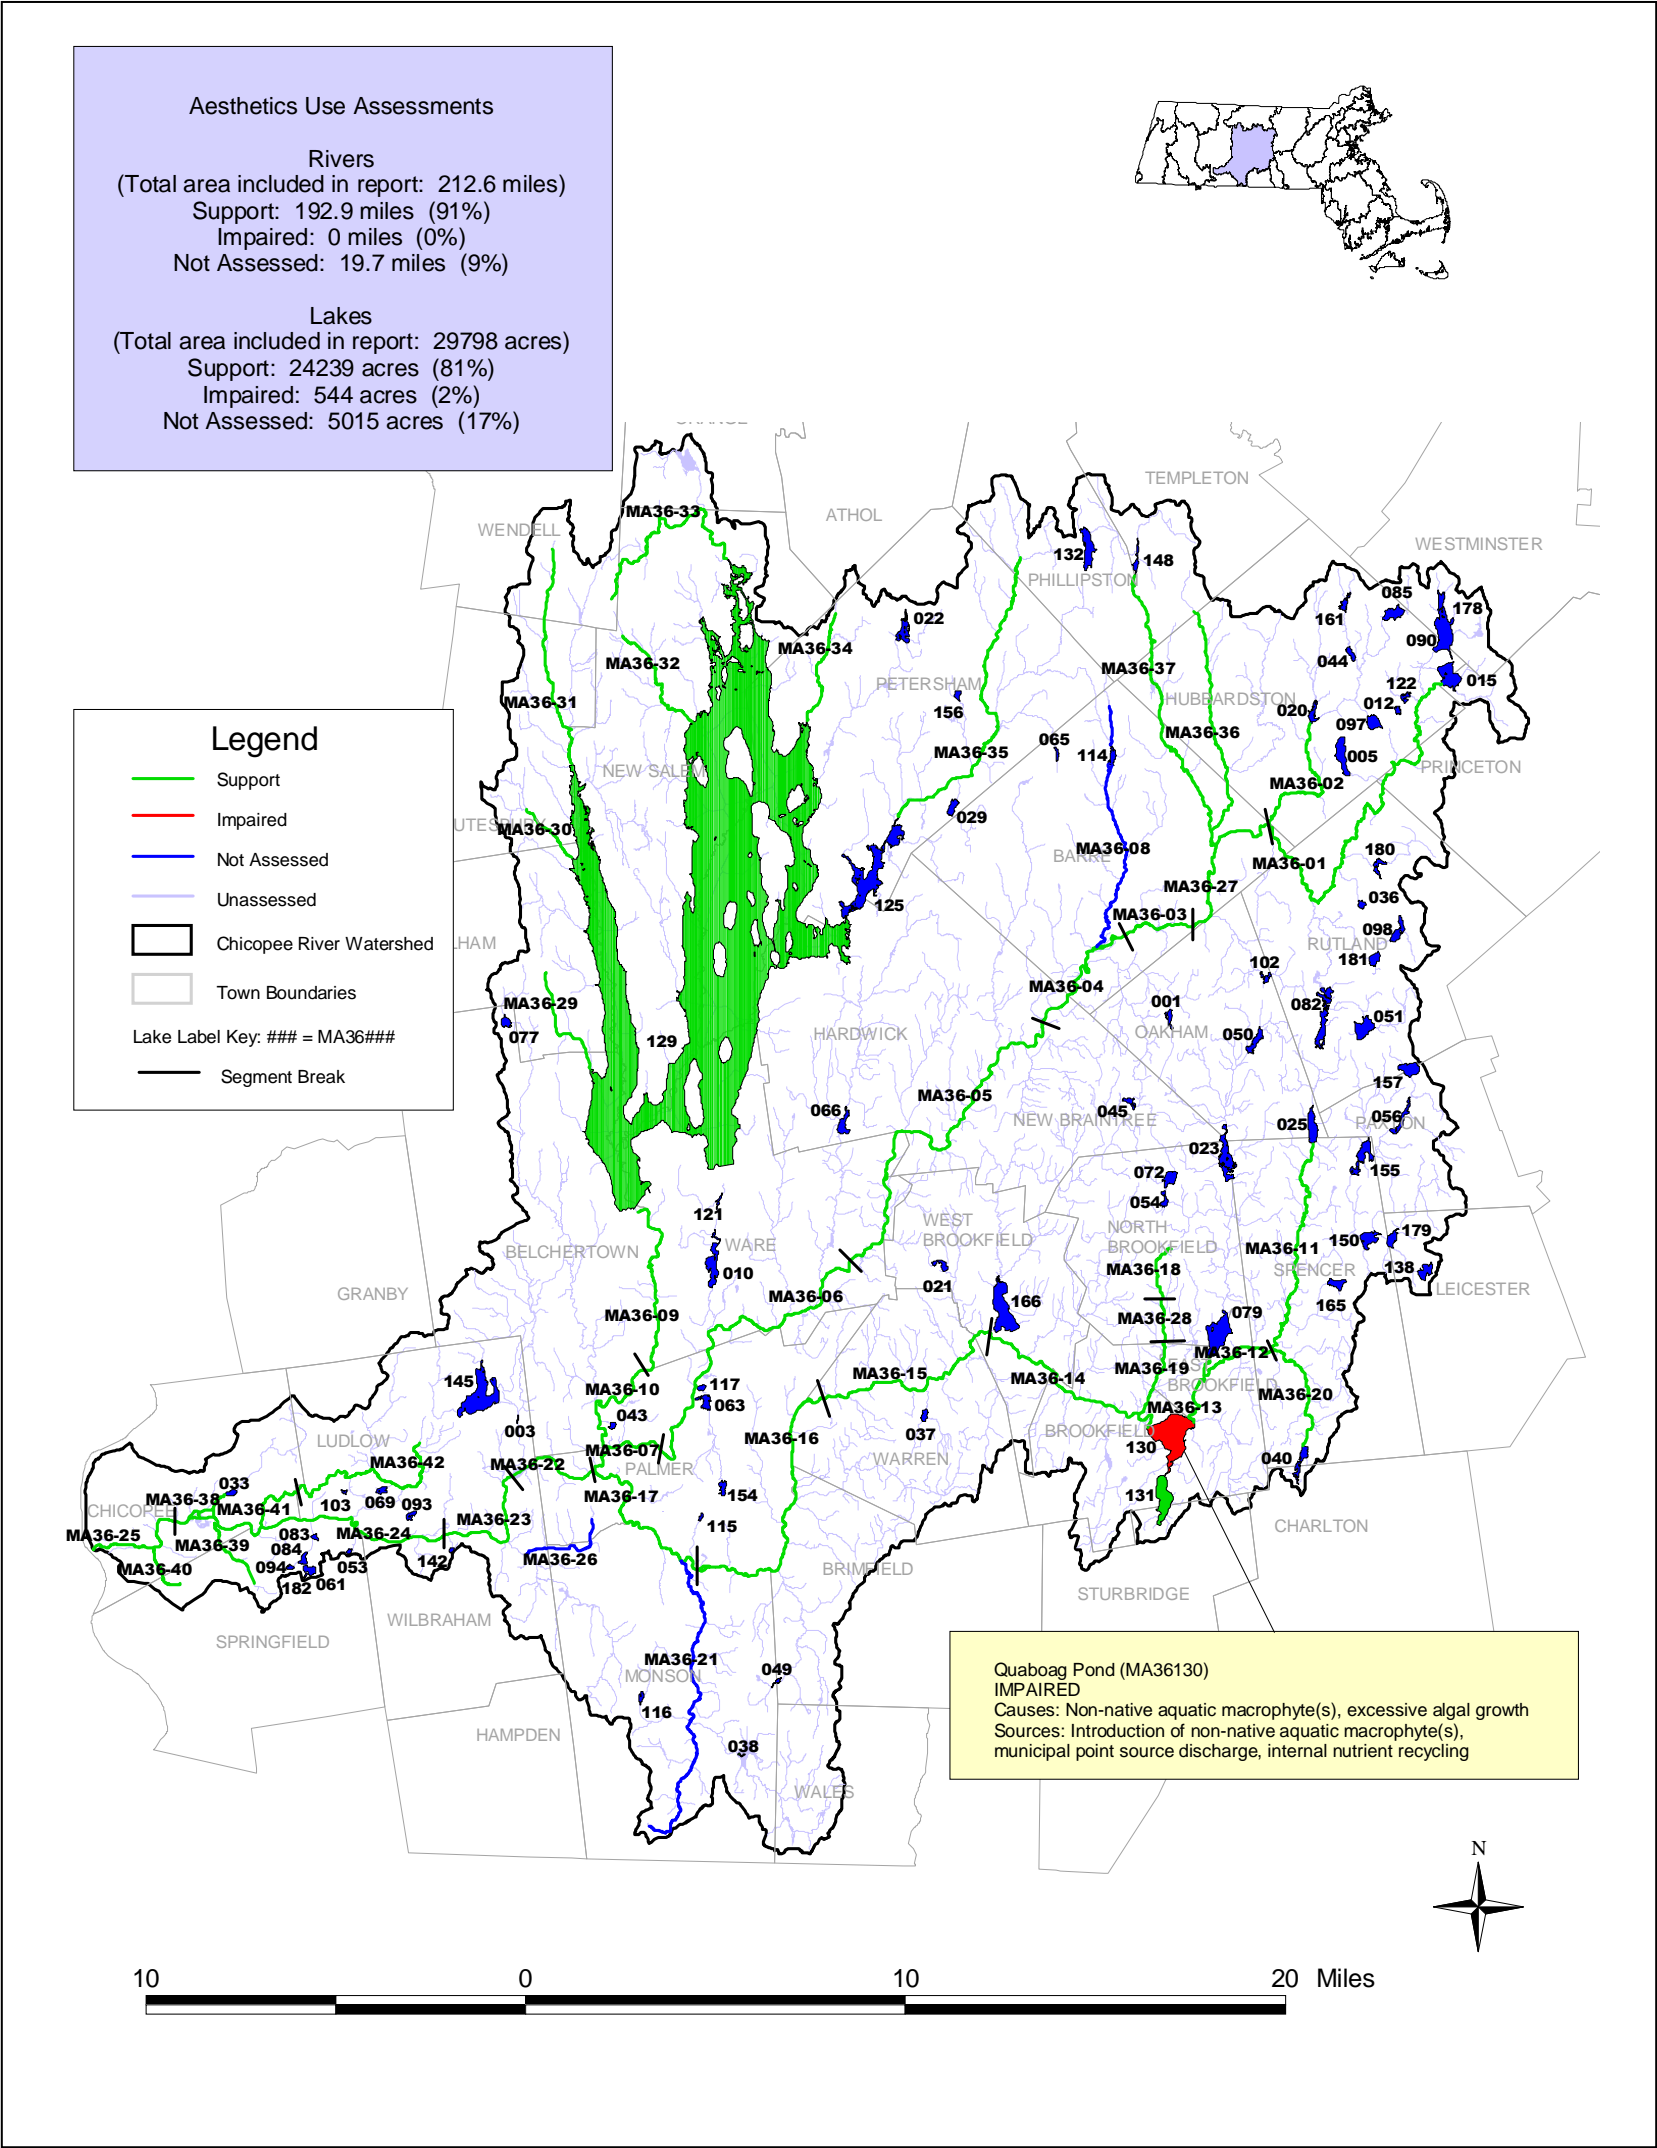 Aesthetics Use Assessments
Rivers
(Total area included in report: 212.6 miles)
Support: 192.9 miles (91%)
Impaired: 0 miles (0%)
Not Assessed: 19.7 miles (9%)
Lakes
(Total area included in report: 29798 acres)
Support: 24239 acres (81%)
Impaired: 544 acres (2%)
Not Assessed: 5015 acres (17%)
TEMPLETON
MA36-33
ATHOL
WENDELL
WESTMINSTER
132
148
PHILLIPSTON
085
178
161
022
090
MA36-34
MA36-32
044
MA36-37
015
122
PETERSHAM
HUBBARDSTON
MA36-31
012
020
156
097
MA36-36
Legend
065
MA36-35
114
005
NEW SALEM
PRINCETON
Support
MA36-02
Impaired
029
MA36-30
MA36-08
180
BARRE
Not Assessed
MA36-01
MA36-27
036
Unassessed
125
MA36-03
098
Chicopee River Watershed
RUTLAND
181
102
MA36-04
Town Boundaries
MA36-29
001
082
051
Lake Label Key: ### = MA36###
077
129
HARDWICK
OAKHAM
050
Segment Break
157
MA36-05
066
045
NEW BRAINTREE
056
025
PAXTON
023
072
155
054
121
WEST
BROOKFIELD
NORTH
BROOKFIELD
179
BELCHERTOWN
WARE
150
MA36-11
010
MA36-18
SPENCER
138
021
GRANBY
MA36-06
LEICESTER
166
165
MA36-09
MA36-28
079
MA36-12
MA36-15
MA36-19
MA36-14
145
MA36-10
117
BROOKFIELD
MA36-20
063
MA36-13
043
003
BROOKFIELD
037
LUDLOW
MA36-16
130
MA36-07
MA36-42
MA36-22
PALMER
WARREN
040
033
MA36-38
069
093
MA36-17
154
131
103
CHICOPEE
MA36-41
MA36-23
115
CHARLTON
MA36-25
083
MA36-24
MA36-39
084
MA36-26
142
094
053
MA36-40
BRIMFIELD
182
061
STURBRIDGE
WILBRAHAM
SPRINGFIELD
MA36-21
049
MONSON
Quaboag Pond (MA36130)
IMPAIRED
Causes: Non-native aquatic macrophyte(s), excessive algal growth
Sources: Introduction of non-native aquatic macrophyte(s),
municipal point source discharge, internal nutrient recycling
116
HAMPDEN
038
WALES
N
10 0 10 20 Miles